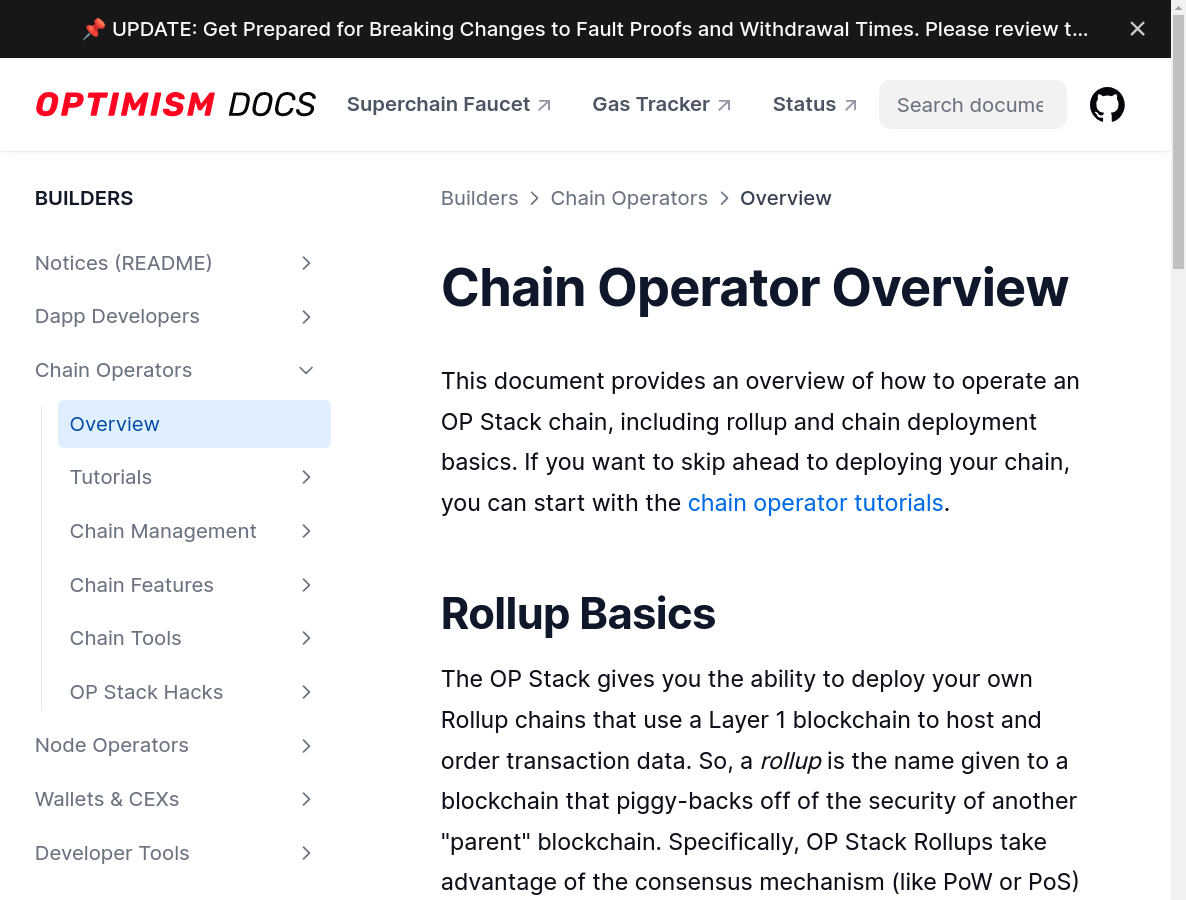 📌 UPDATE: Get Prepared for Breaking Changes to Fault Proofs and Withdrawal Times. Please review t...
OPTIMISM DOCS
Superchain Faucet
Gas Tracker
Status
Search docume
BUILDERS
Notices (README)
Dapp Developers
Chain Operators
Overview
Tutorials
Chain Management
Chain Features
Chain Tools
OP Stack Hacks
Node Operators
Wallets & CEXs
Developer Tools
Builders > Chain Operators > Overview
Chain Operator Overview
This document provides an overview of how to operate an
OP Stack chain, including rollup and chain deployment
basics. If you want to skip ahead to deploying your chain,
you can start with the chain operator tutorials.
Rollup Basics
The OP Stack gives you the ability to deploy your own
Rollup chains that use a Layer 1 blockchain to host and
order transaction data. So, a rollup is the name given to a
blockchain that piggy-backs off of the security of another
"parent" blockchain. Specifically, OP Stack Rollups take
advantage of the consensus mechanism (like PoW or PoS)